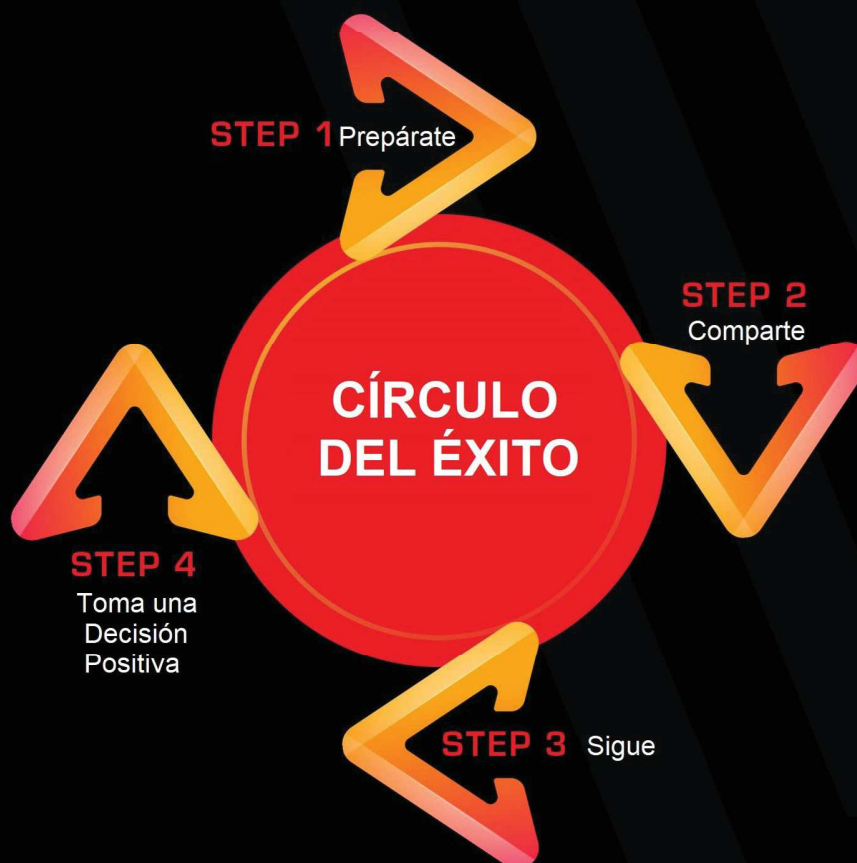 STEP 1 Prepárate
STEP 2
Comparte
CÍRCULO
DEL ÉXITO
STEP 3 Sigue
STEP 4
Toma una
Decisión
Positiva